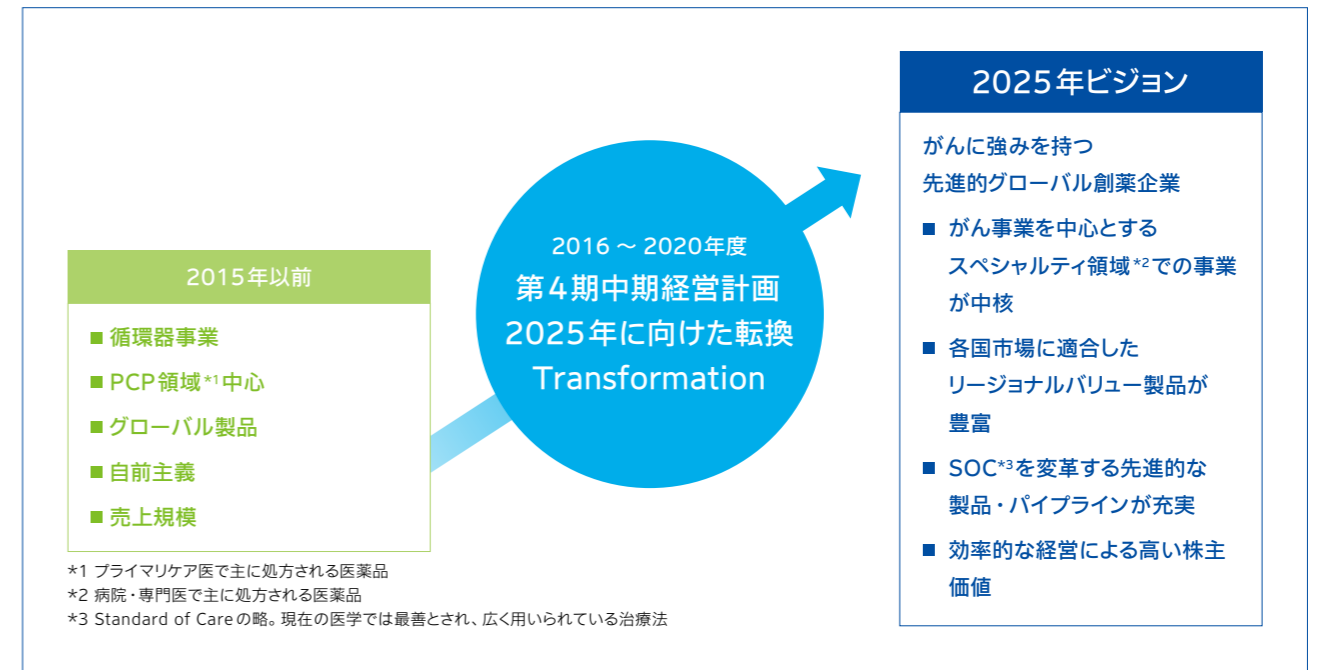 2015年以前
■ 循環器事業
■ PCP領域*1中心
■ グローバル製品
■ 自前主義
■ 売上規模
*1 プライマリケア医で主に処方される医薬品
*2 病院・専門医で主に処方される医薬品
*3 Standard of Careの略。現在の医学では最善とされ、広く用いられている治療法
2016 ～ 2020年度
第4期中期経営計画
2025年に向けた転換
Transformation
2025年ビジョン
がんに強みを持つ
先進的グローバル創薬企業
■ がん事業を中心とする
スペシャルティ領域*2での事業
が中核
■ 各国市場に適合した
リージョナルバリュー製品が
豊富
■ SOC*3を変革する先進的な
製品・パイプラインが充実
■ 効率的な経営による高い株主
価値